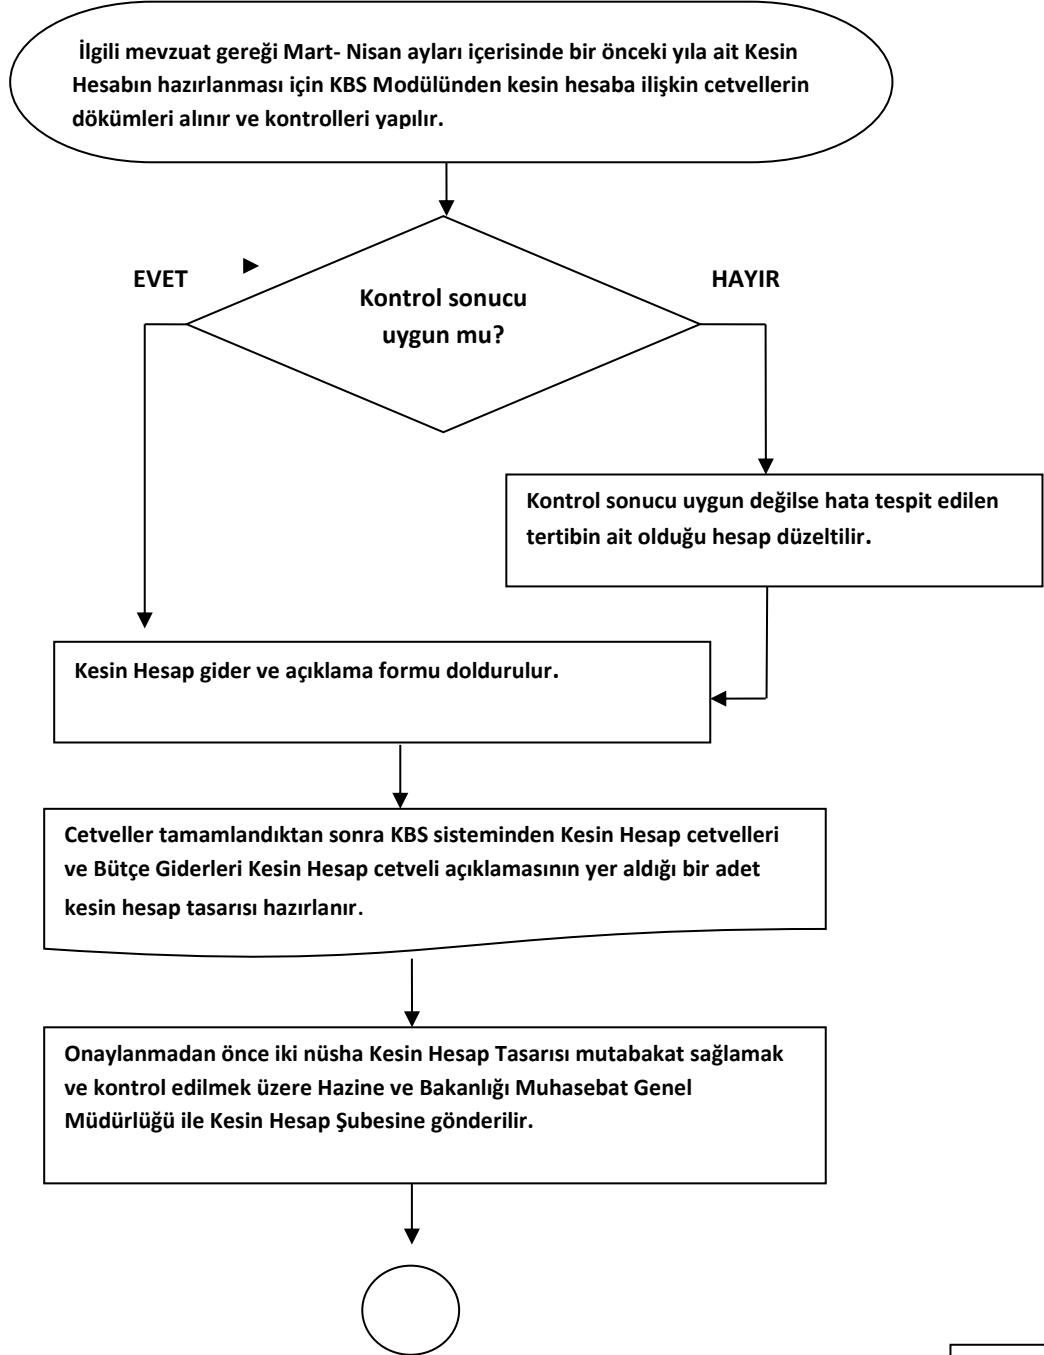 İlgili mevzuat gereği Mart- Nisan ayları içerisinde bir önceki yıla ait Kesin
Hesabın hazırlanması için KBS Modülünden kesin hesaba ilişkin cetvellerin
dökümleri alınır ve kontrolleri yapılır.
EVET
HAYIR
Kontrol sonucu
uygun mu?
Kontrol sonucu uygun değilse hata tespit edilen
tertibin ait olduğu hesap düzeltilir.
Kesin Hesap gider ve açıklama formu doldurulur.
Cetveller tamamlandıktan sonra KBS sisteminden Kesin Hesap cetvelleri
ve Bütçe Giderleri Kesin Hesap cetveli açıklamasının yer aldığı bir adet
kesin hesap tasarısı hazırlanır.
Onaylanmadan önce iki nüsha Kesin Hesap Tasarısı mutabakat sağlamak
ve kontrol edilmek üzere Hazine ve Bakanlığı Muhasebat Genel
Müdürlüğü ile Kesin Hesap Şubesine gönderilir.